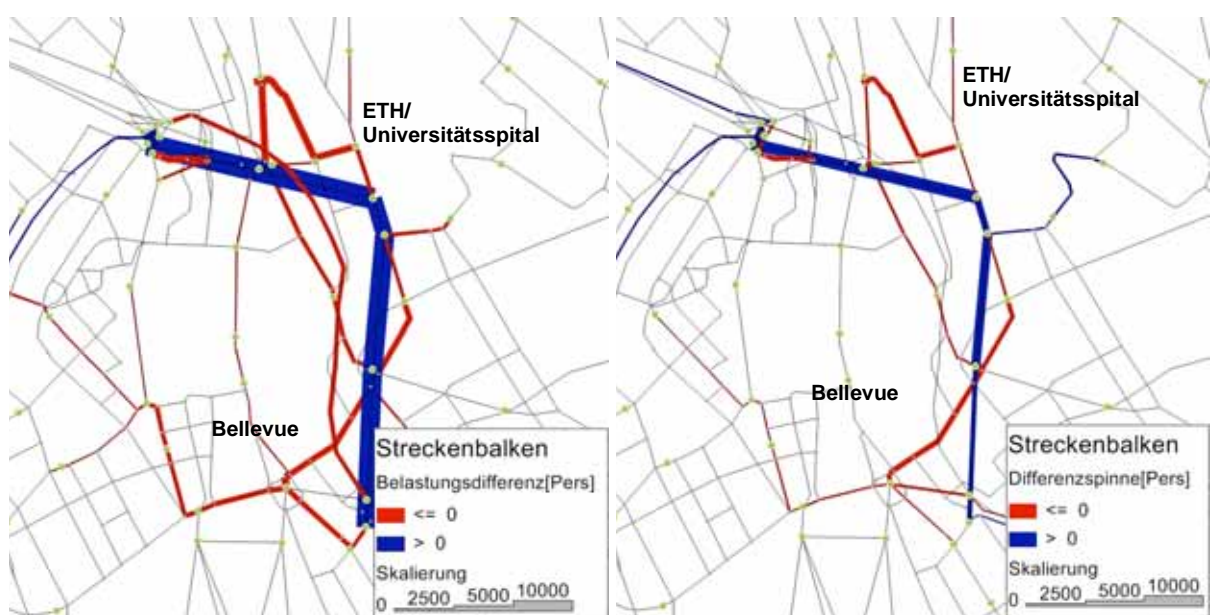 ETH/
Universitätsspital
Bellevue
Streckenbalken
Belastungsdifferenz[Pers]
<= 0
> 0
Skalierung
0 2500 5000 10000
ETH/
Universitätsspital
Bellevue
Streckenbalken
Differenzspinne[Pers]
<= 0
> 0
Skalierung
0 2500 5000 10000